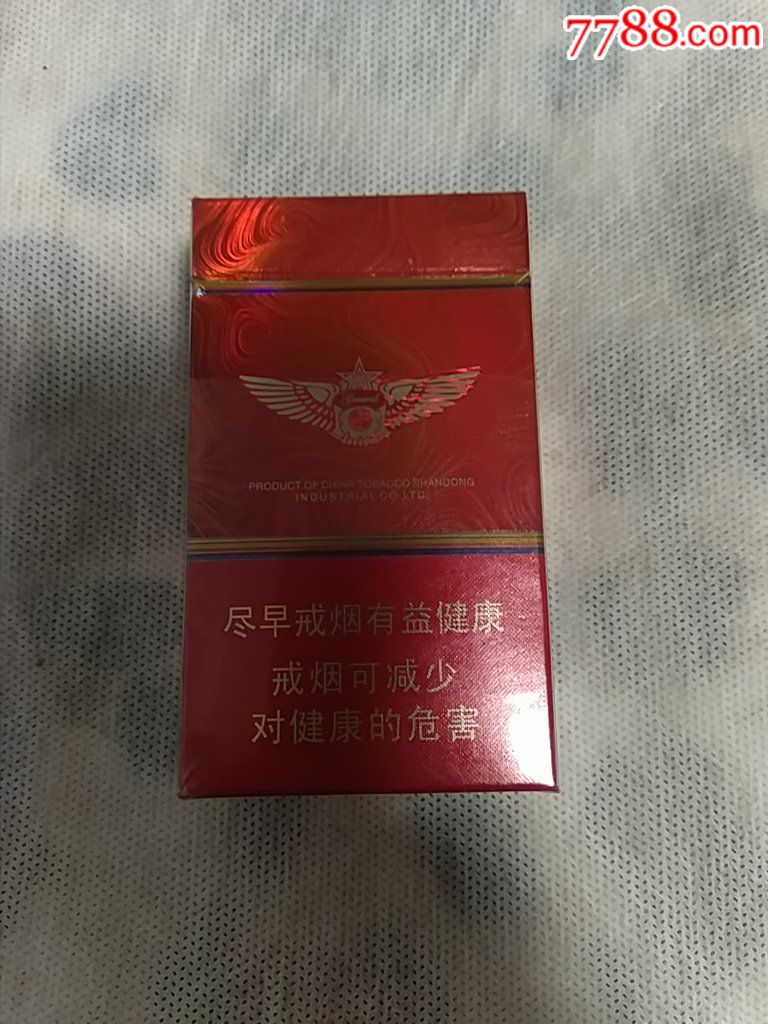 7788.com
PRODUCT OF CHINA TOBACCO SHANDONG
INDUSTRIAL CO.,LTD.
尽早戒烟有益健康
戒烟可减少
对健康的危害